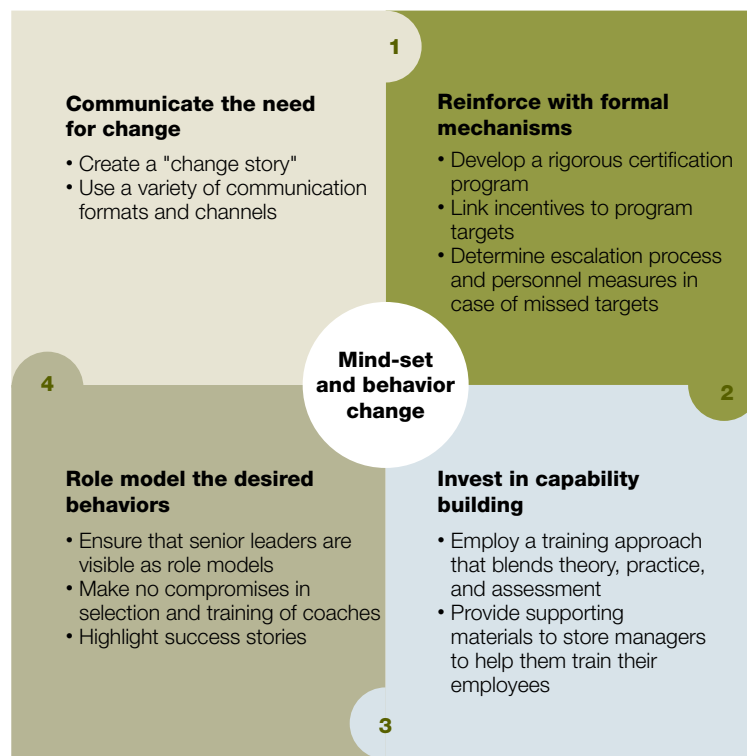 1
Communicate the need
for change
• Create a "change story"
• Use a variety of communication
formats and channels
Reinforce with formal
mechanisms
• Develop a rigorous certification
program
• Link incentives to program
targets
• Determine escalation process
and personnel measures in
case of missed targets
Mind-set
and behavior
change
4
2
Role model the desired
behaviors
• Ensure that senior leaders are
visible as role models
• Make no compromises in
selection and training of coaches
• Highlight success stories
Invest in capability
building
• Employ a training approach
that blends theory, practice,
and assessment
• Provide supporting
materials to store managers
to help them train their
employees
3